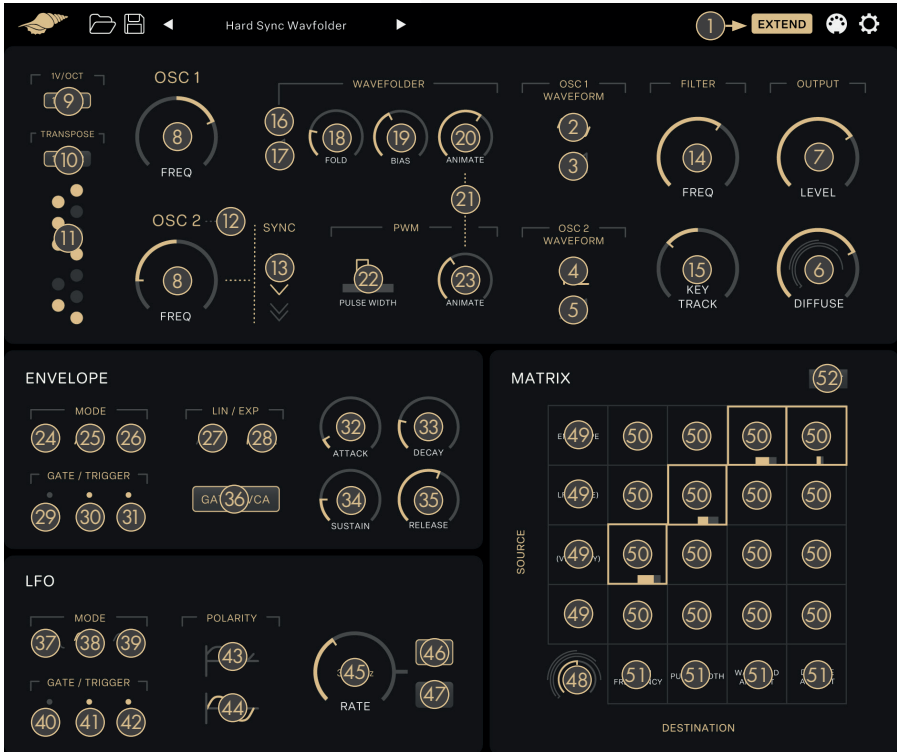 Hard Sync Wavfolder
1
EXTEND
1V/OCT
OSC 1
WAVEFOLDER
OSC 1
WAVEFORM
FILTER
OUTPUT
9
8
16
18
19
20
2
14
7
TRANSPOSE
10
17
FOLD
BIAS
ANIMATE
3
FREQ
FREQ
LEVEL
21
11
OSC 2
12
SYNC
PWM
OSC 2
WAVEFORM
8
13
22
23
4
15
6
FREQ
PULSE WIDTH
ANIMATE
5
KEY
TRACK
DIFFUSE
ENVELOPE
MODE
LIN / EXP
24
25
26
27
28
32
33
ATTACK
DECAY
GATE / TRIGGER
29
30
31
36
34
35
SUSTAIN
RELEASE
LFO
MODE
POLARITY
37
38
39
43
45
46
GATE / TRIGGER
40
41
42
44
RATE
47
MATRIX
52
SOURCE
49
50
50
50
50
49
50
50
50
50
49
50
50
50
50
49
50
50
50
50
48
51
51
51
51
DESTINATION